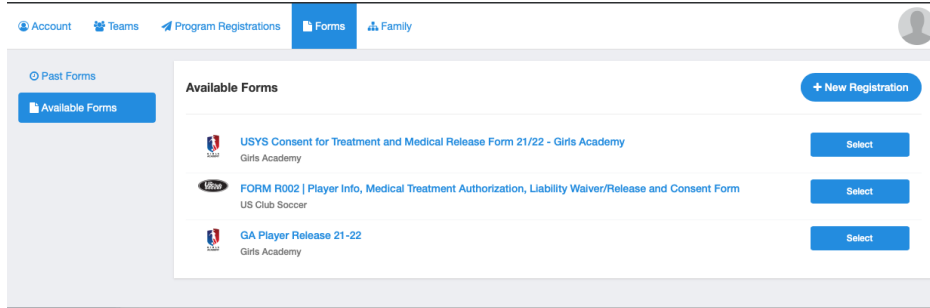 Account
Teams
Program Registrations
Forms
Family
Past Forms
Available Forms
Available Forms
+ New Registration
USYS Consent for Treatment and Medical Release Form 21/22 - Girls Academy
Girls Academy
Select
FORM R002 | Player Info, Medical Treatment Authorization, Liability Waiver/Release and Consent Form
US Club Soccer
Select
GA Player Release 21-22
Girls Academy
Select